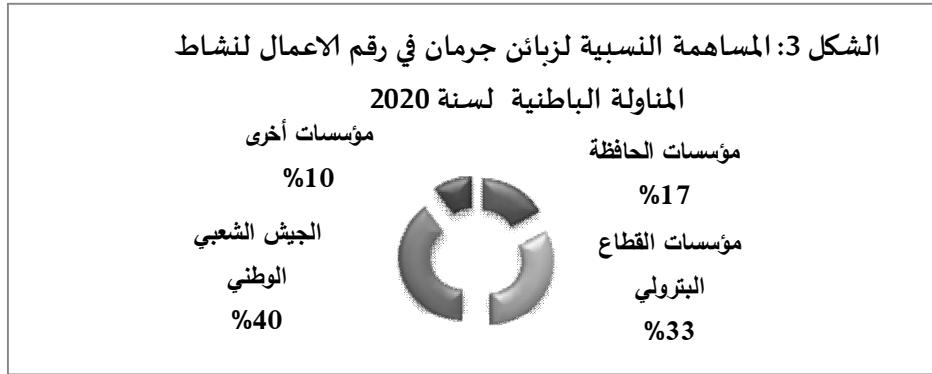 الشكل 3: المساهمة النسبية لزبائن جرمان في رقم الاعمال لنشاط
المناولة الباطنية لسنة 2020
مؤسسات الحافظة
%17
مؤسسات القطاع
البترولي
%33
مؤسسات أخرى
%10
الجيش الشعبي
الوطني
%40